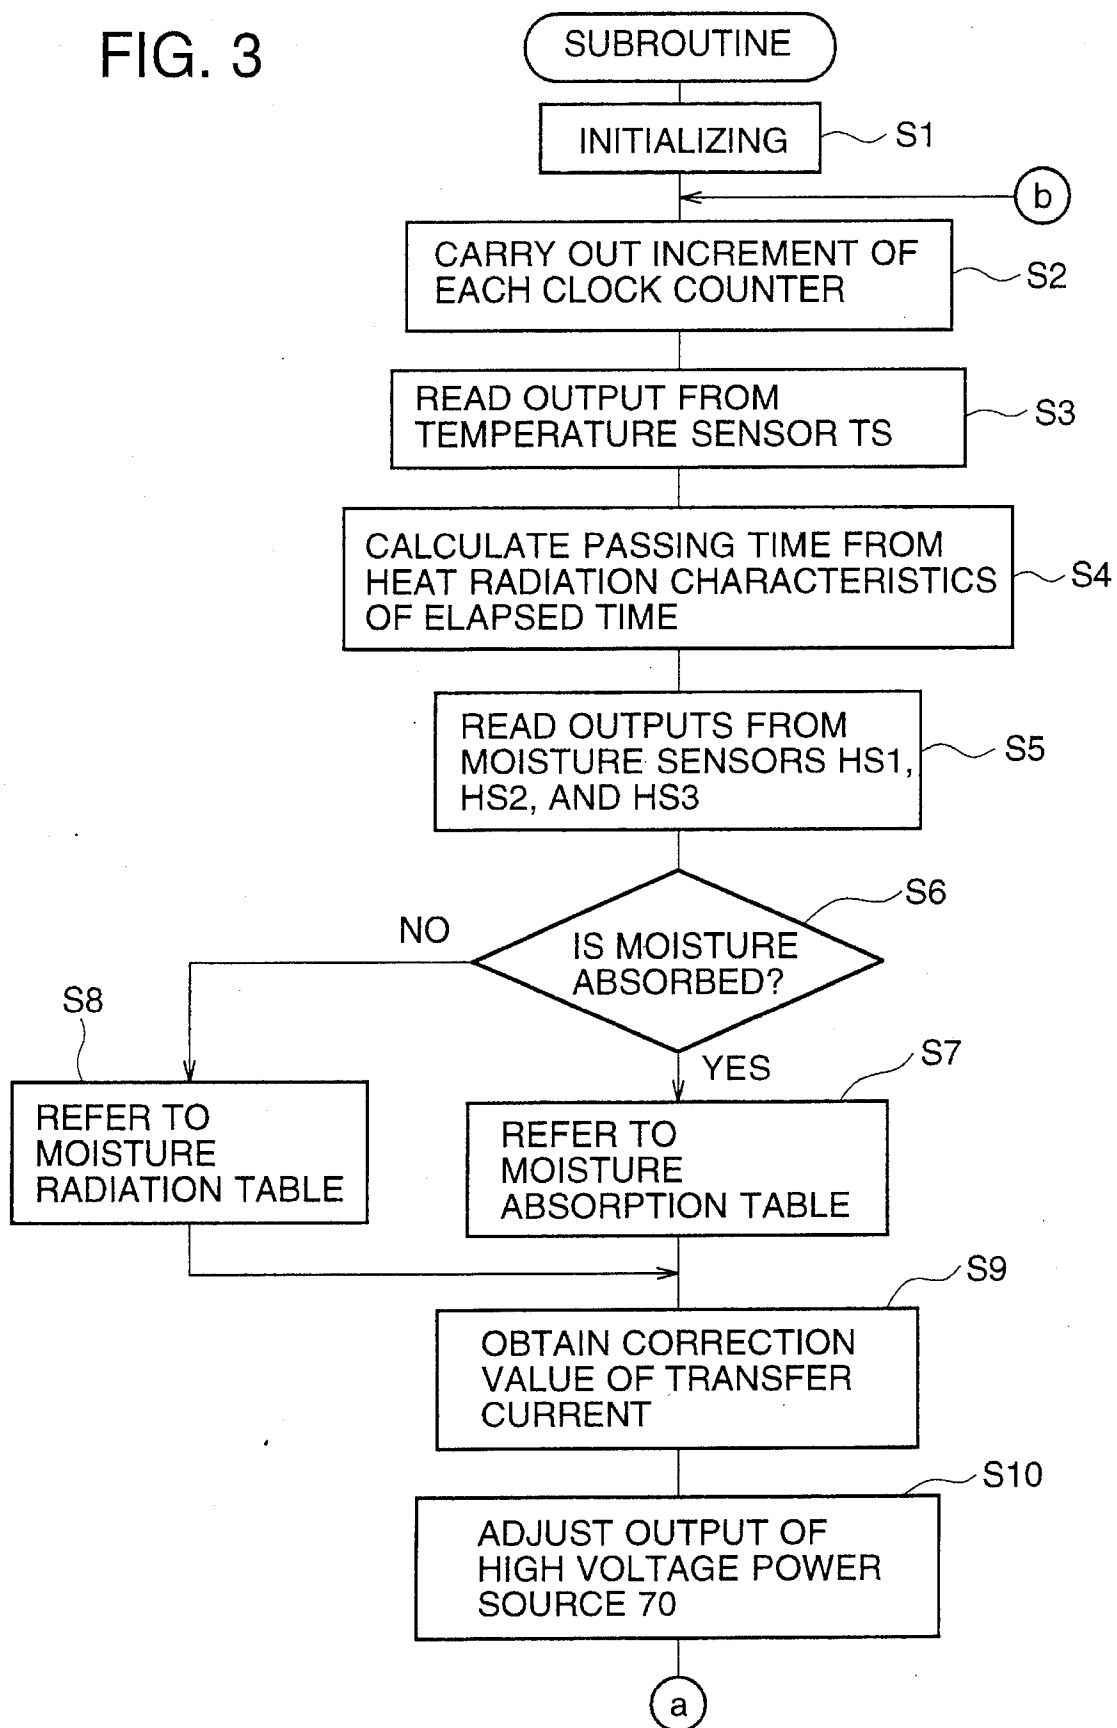 FIG. 3
SUBROUTINE
INITIALIZING
S1
b
CARRY OUT INCREMENT OF
EACH CLOCK COUNTER
S2
READ OUTPUT FROM
TEMPERATURE SENSOR TS
S3
CALCULATE PASSING TIME FROM
HEAT RADIATION CHARACTERISTICS
OF ELAPSED TIME
S4
READ OUTPUTS FROM
MOISTURE SENSORS HS1,
HS2, AND HS3
S5
S6
NO
IS MOISTURE
ABSORBED?
S8
YES
S7
REFER TO
MOISTURE
RADIATION TABLE
REFER TO
MOISTURE
ABSORPTION TABLE
S9
OBTAIN CORRECTION
VALUE OF TRANSFER
CURRENT
S10
ADJUST OUTPUT OF
HIGH VOLTAGE POWER
SOURCE 70
a